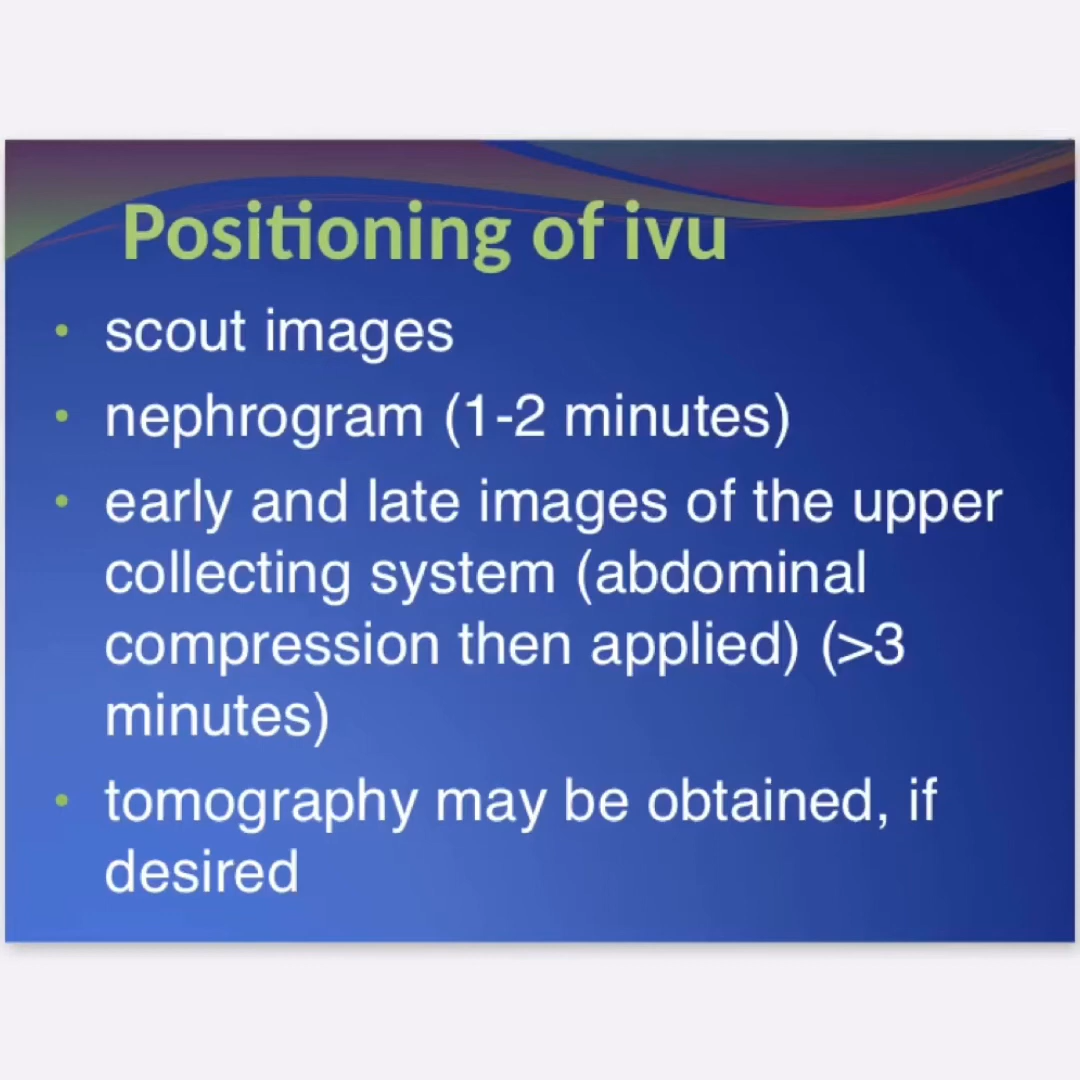 Positioning of ivu
• scout images
• nephrogram (1-2 minutes)
• early and late images of the upper
collecting system (abdominal
compression then applied) (>3
minutes)
• tomography may be obtained, if
desired